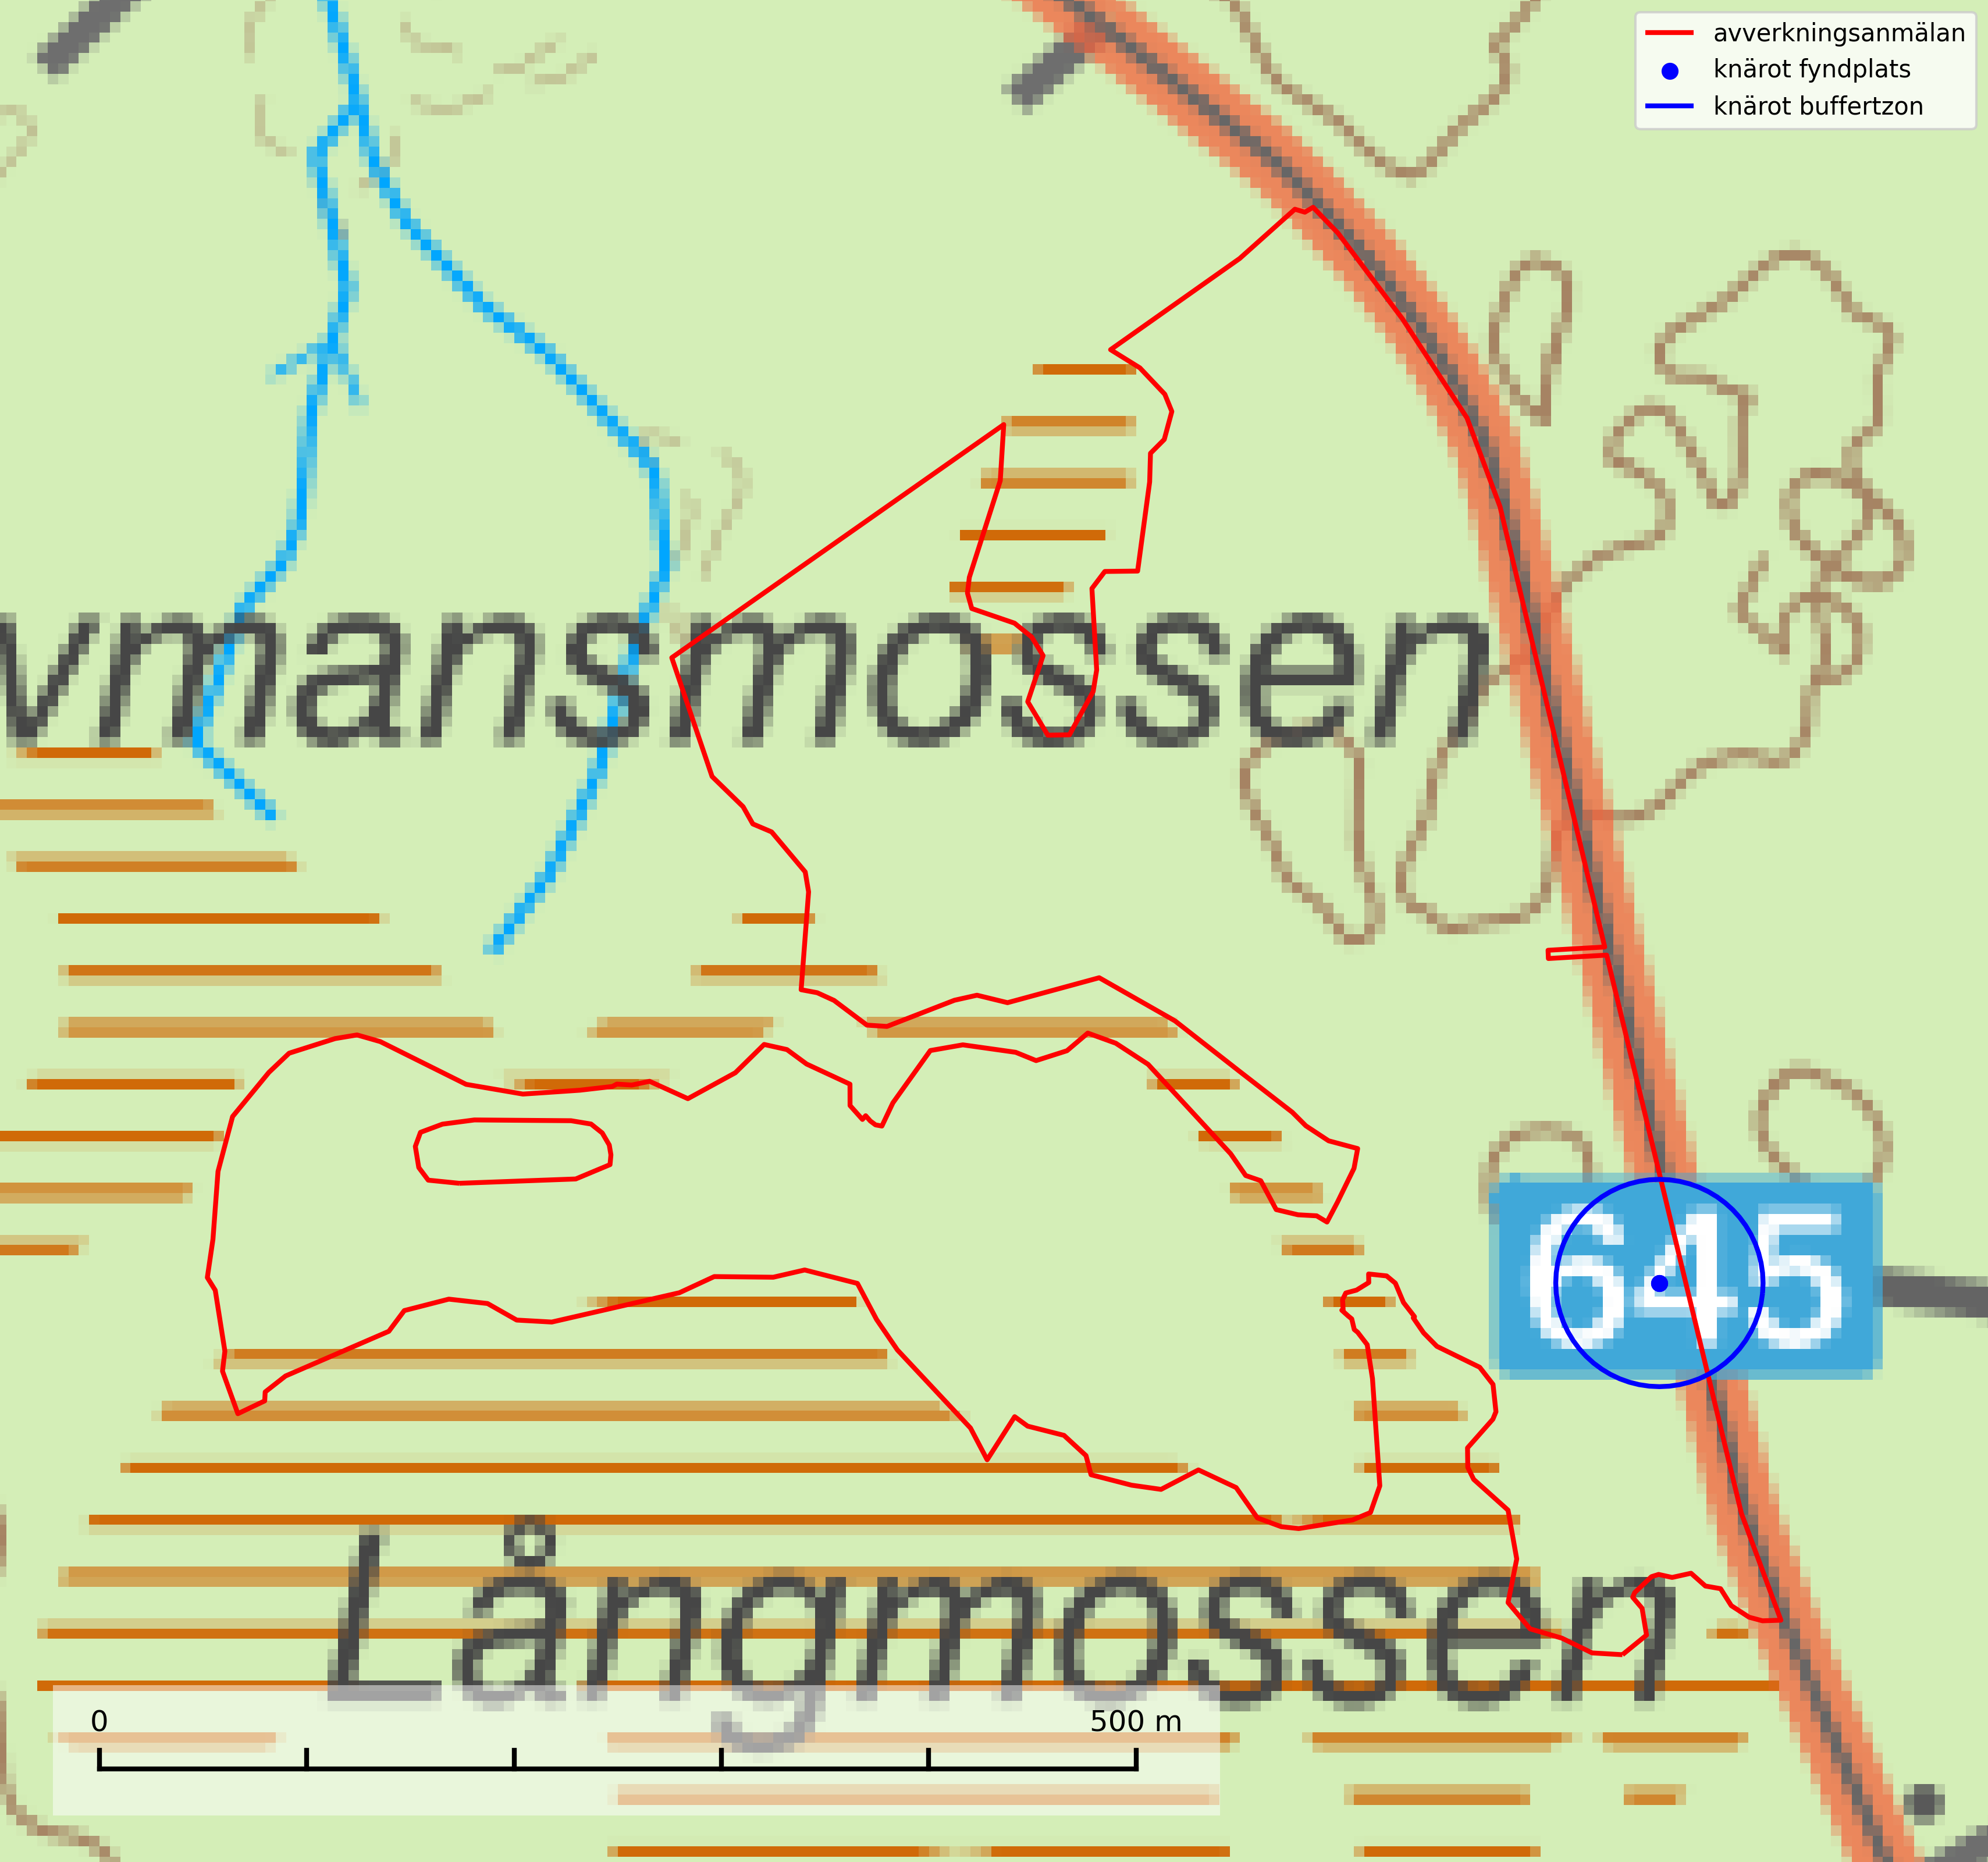 avverkningsanmälan
knärot fyndplats
knärot buffertzon
vmansmossen
645
Långmossen
0 500 m